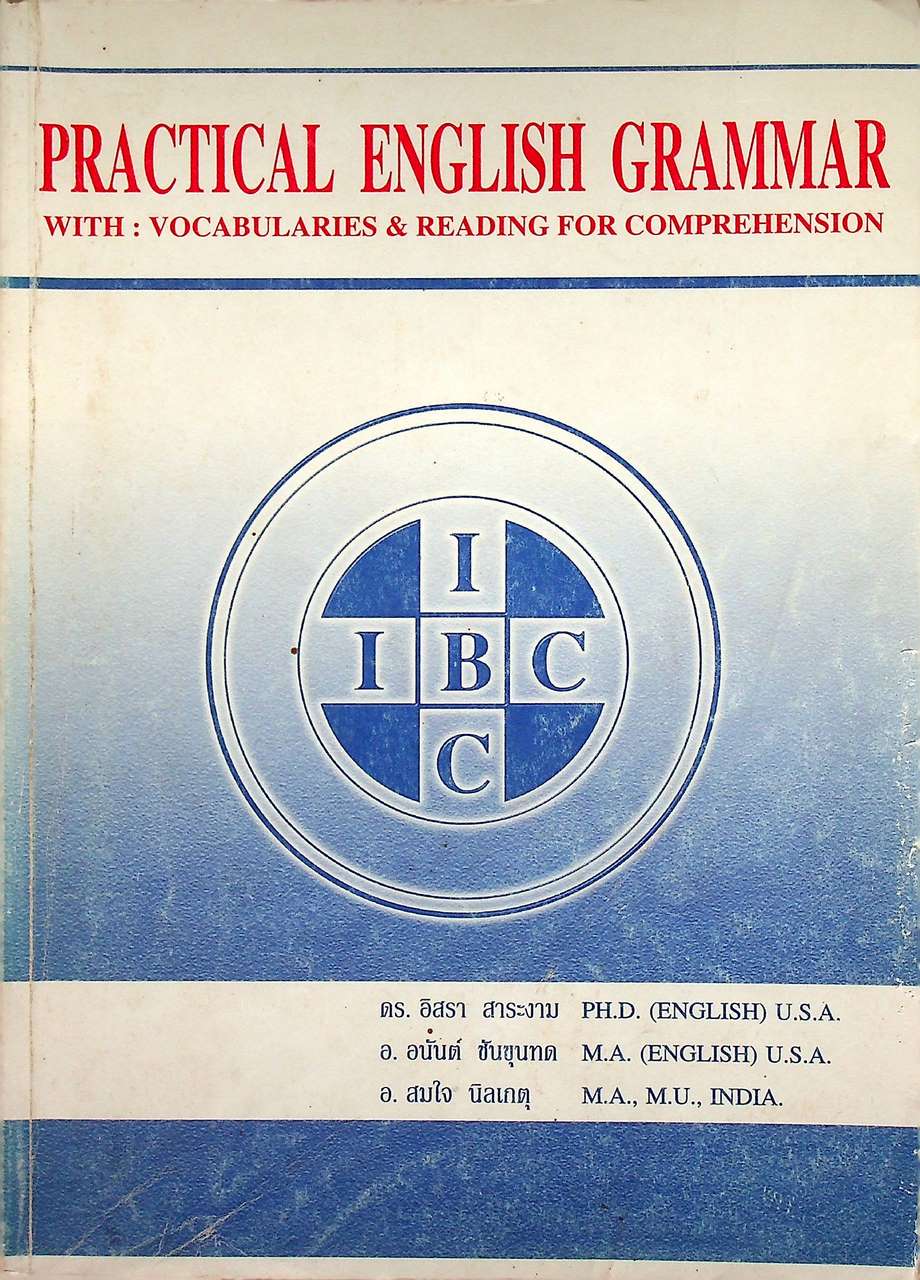 PRACTICAL ENGLISH GRAMMAR
WITH : VOCABULARIES & READING FOR COMPREHENSION
I
I B C
C
ดร. อิสรา สาระงาม PH.D. (ENGLISH) U.S.A.
อ. อนันต์ ชันขุนทด M.A. (ENGLISH) U.S.A.
อ. สมใจ นิลเกตุ M.A., M.U., INDIA.